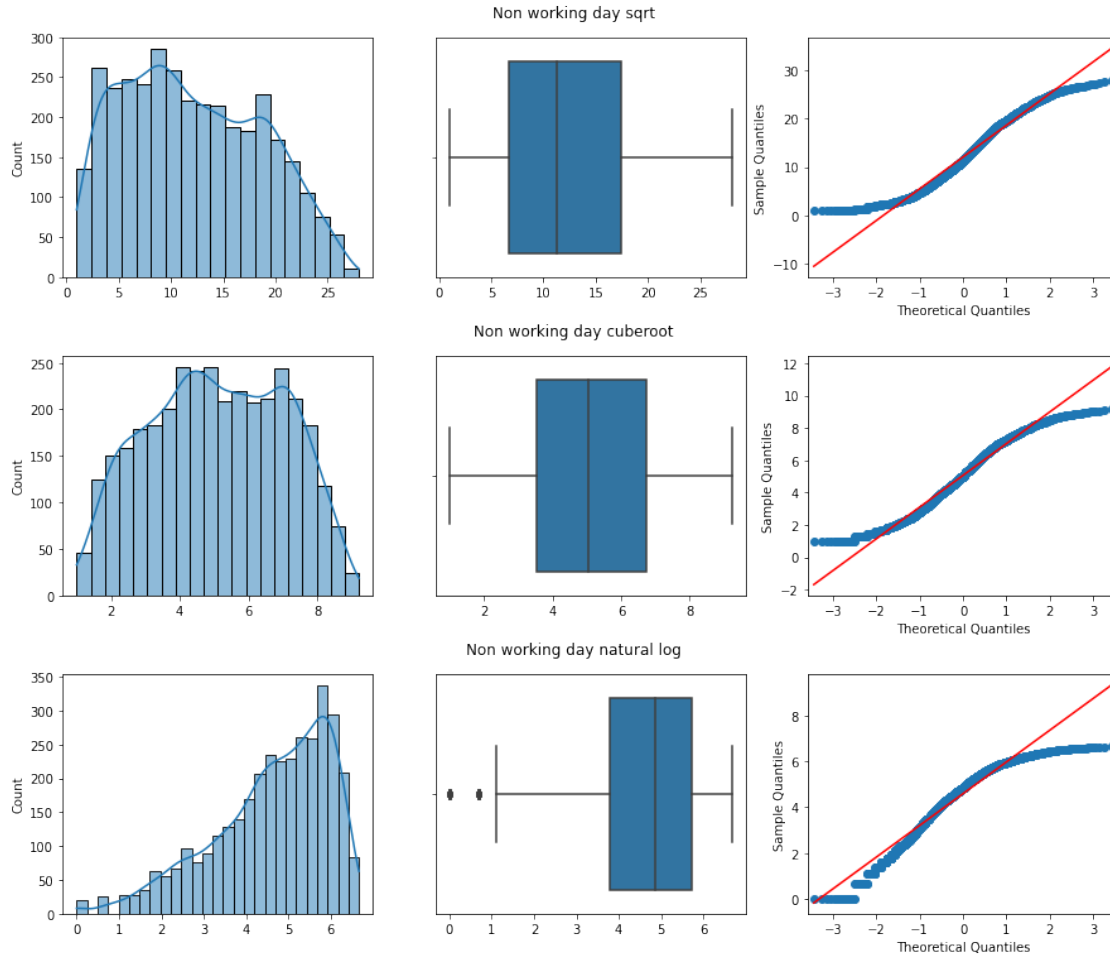 Non working day sqrt
300
250
200
150
100
50
0
Count
0 5 10 15 20 25
0 5 10 15 20 25
30
20
10
0
−10
Sample Quantiles
−3 −2 −1 0 1 2 3
Theoretical Quantiles
Non working day cuberoot
250
200
150
100
50
0
Count
2 4 6 8
2 4 6 8
12
10
8
6
4
2
0
−2
Sample Quantiles
−3 −2 −1 0 1 2 3
Theoretical Quantiles
Non working day natural log
350
300
250
200
150
100
50
0
Count
0 1 2 3 4 5 6
0 1 2 3 4 5 6
8
6
4
2
0
Sample Quantiles
−3 −2 −1 0 1 2 3
Theoretical Quantiles